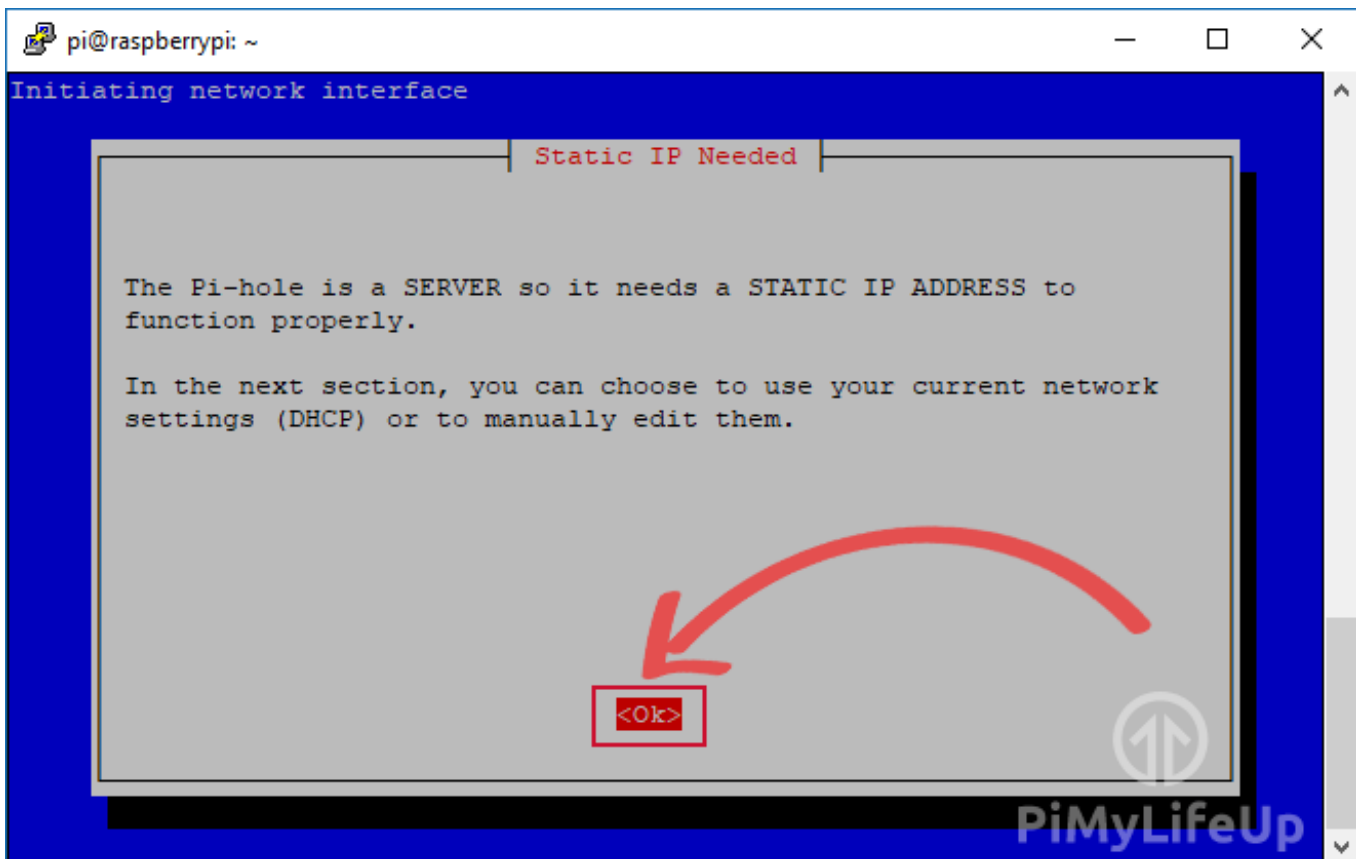 pi@raspberrypi: ~
Initiating network interface
Static IP Needed
The Pi-hole is a SERVER so it needs a STATIC IP ADDRESS to
function properly.
In the next section, you can choose to use your current network
settings (DHCP) or to manually edit them.
<Ok>
PiMyLifeUp